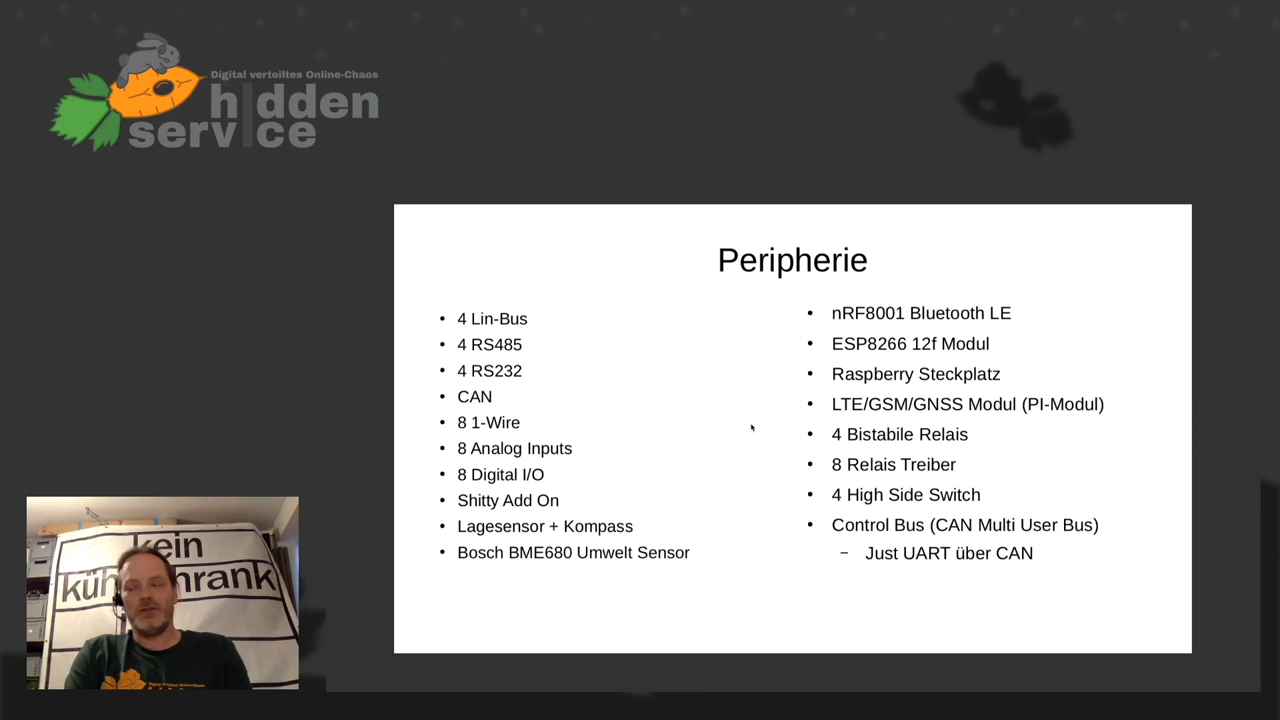 Digital verteiltes Online-Chaos
hidden
service
Peripherie
4 Lin-Bus
4 RS485
4 RS232
CAN
8 1-Wire
8 Analog Inputs
8 Digital I/O
Shitty Add On
Lagesensor + Kompass
Bosch BME680 Umwelt Sensor
nRF8001 Bluetooth LE
ESP8266 12f Modul
Raspberry Steckplatz
LTE/GSM/GNSS Modul (PI-Modul)
4 Bistabile Relais
8 Relais Treiber
4 High Side Switch
Control Bus (CAN Multi User Bus)
– Just UART über CAN
kein